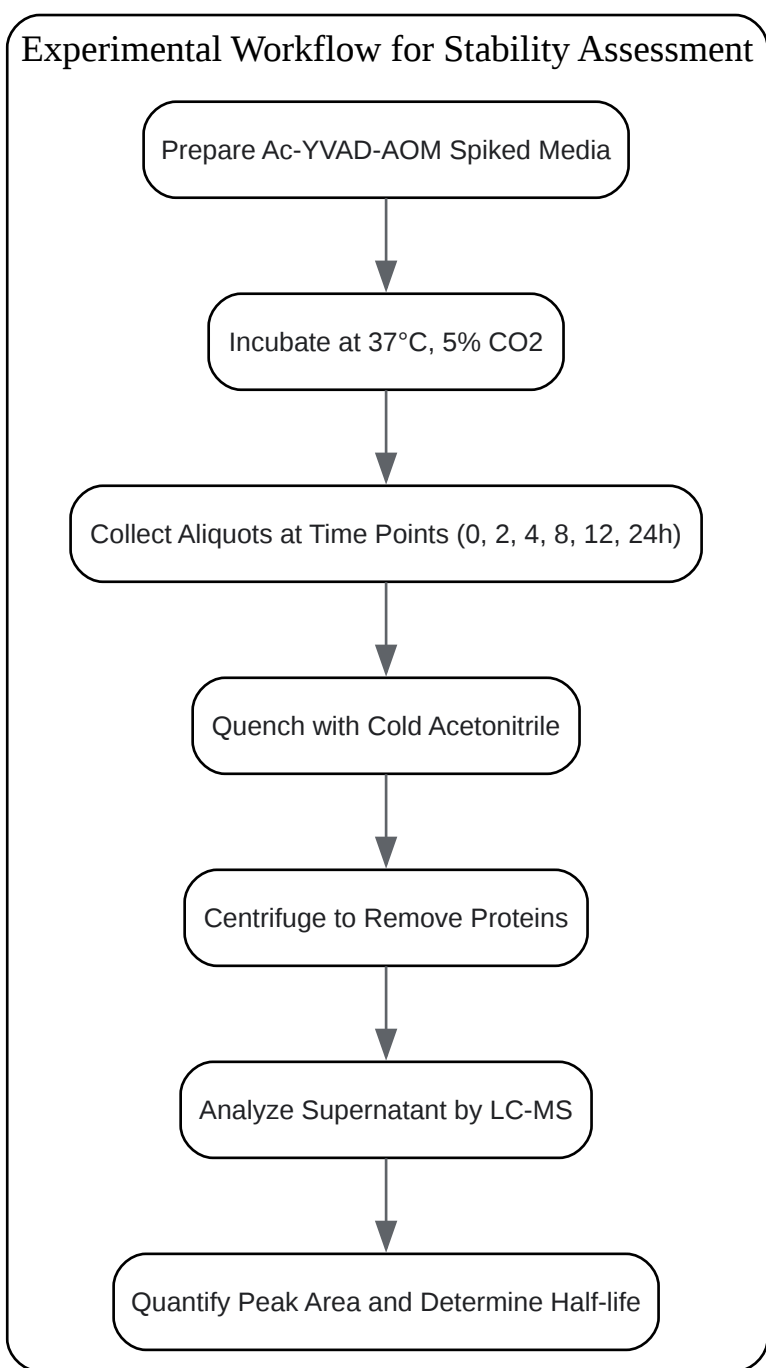 Experimental Workflow for Stability Assessment
Prepare Ac-YVAD-AOM Spiked Media
Incubate at 37°C, 5% CO2
Collect Aliquots at Time Points (0, 2, 4, 8, 12, 24h)
Quench with Cold Acetonitrile
Centrifuge to Remove Proteins
Analyze Supernatant by LC-MS
Quantify Peak Area and Determine Half-life